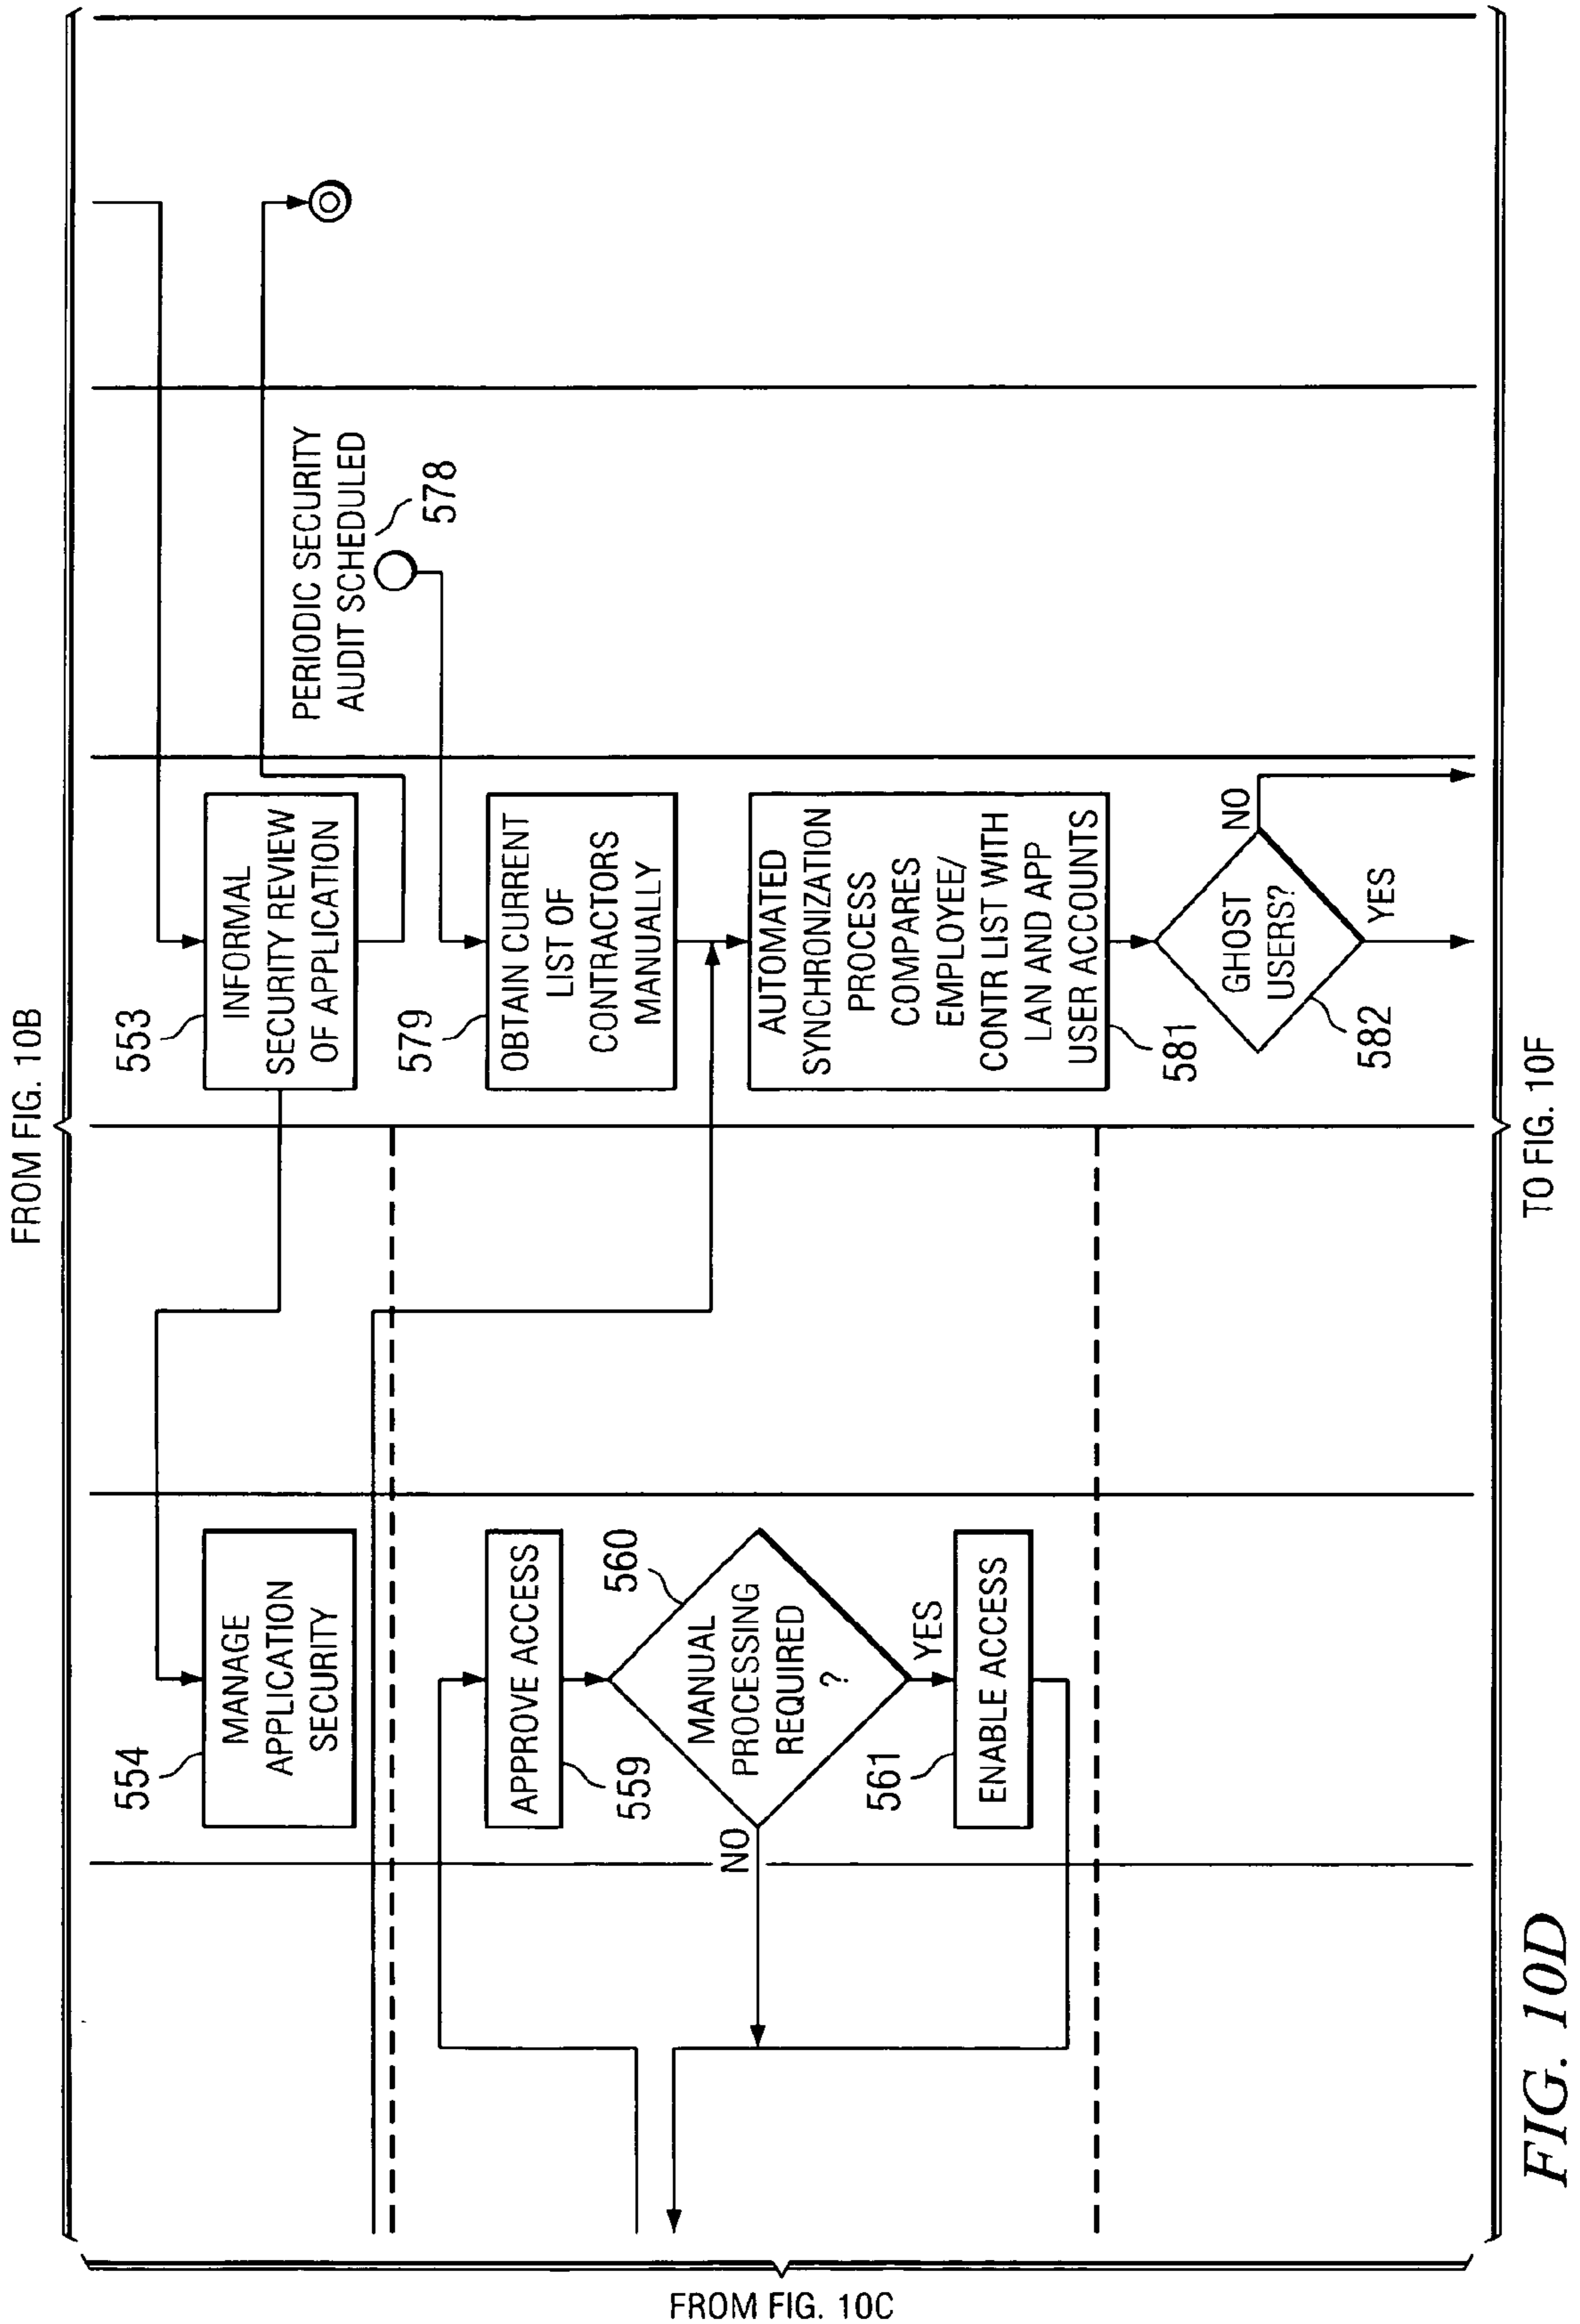 FROM FIG. 10B
553
INFORMAL
SECURITY REVIEW
OF APPLICATION
PERIODIC SECURITY
AUDIT SCHEDULED
578
554
MANAGE
APPLICATION
SECURITY
579
OBTAIN CURRENT
LIST OF
CONTRACTORS
MANUALLY
APPROVE ACCESS
559
560
MANUAL
PROCESSING
REQUIRED
?
NO
YES
561
ENABLE ACCESS
AUTOMATED
SYNCHRONIZATION
PROCESS
COMPARES
EMPLOYEE/
CONTR LIST WITH
LAN AND APP
USER ACCOUNTS
581
GHOST
USERS?
582
NO
YES
FROM FIG. 10C
TO FIG. 10F
FIG. 10D